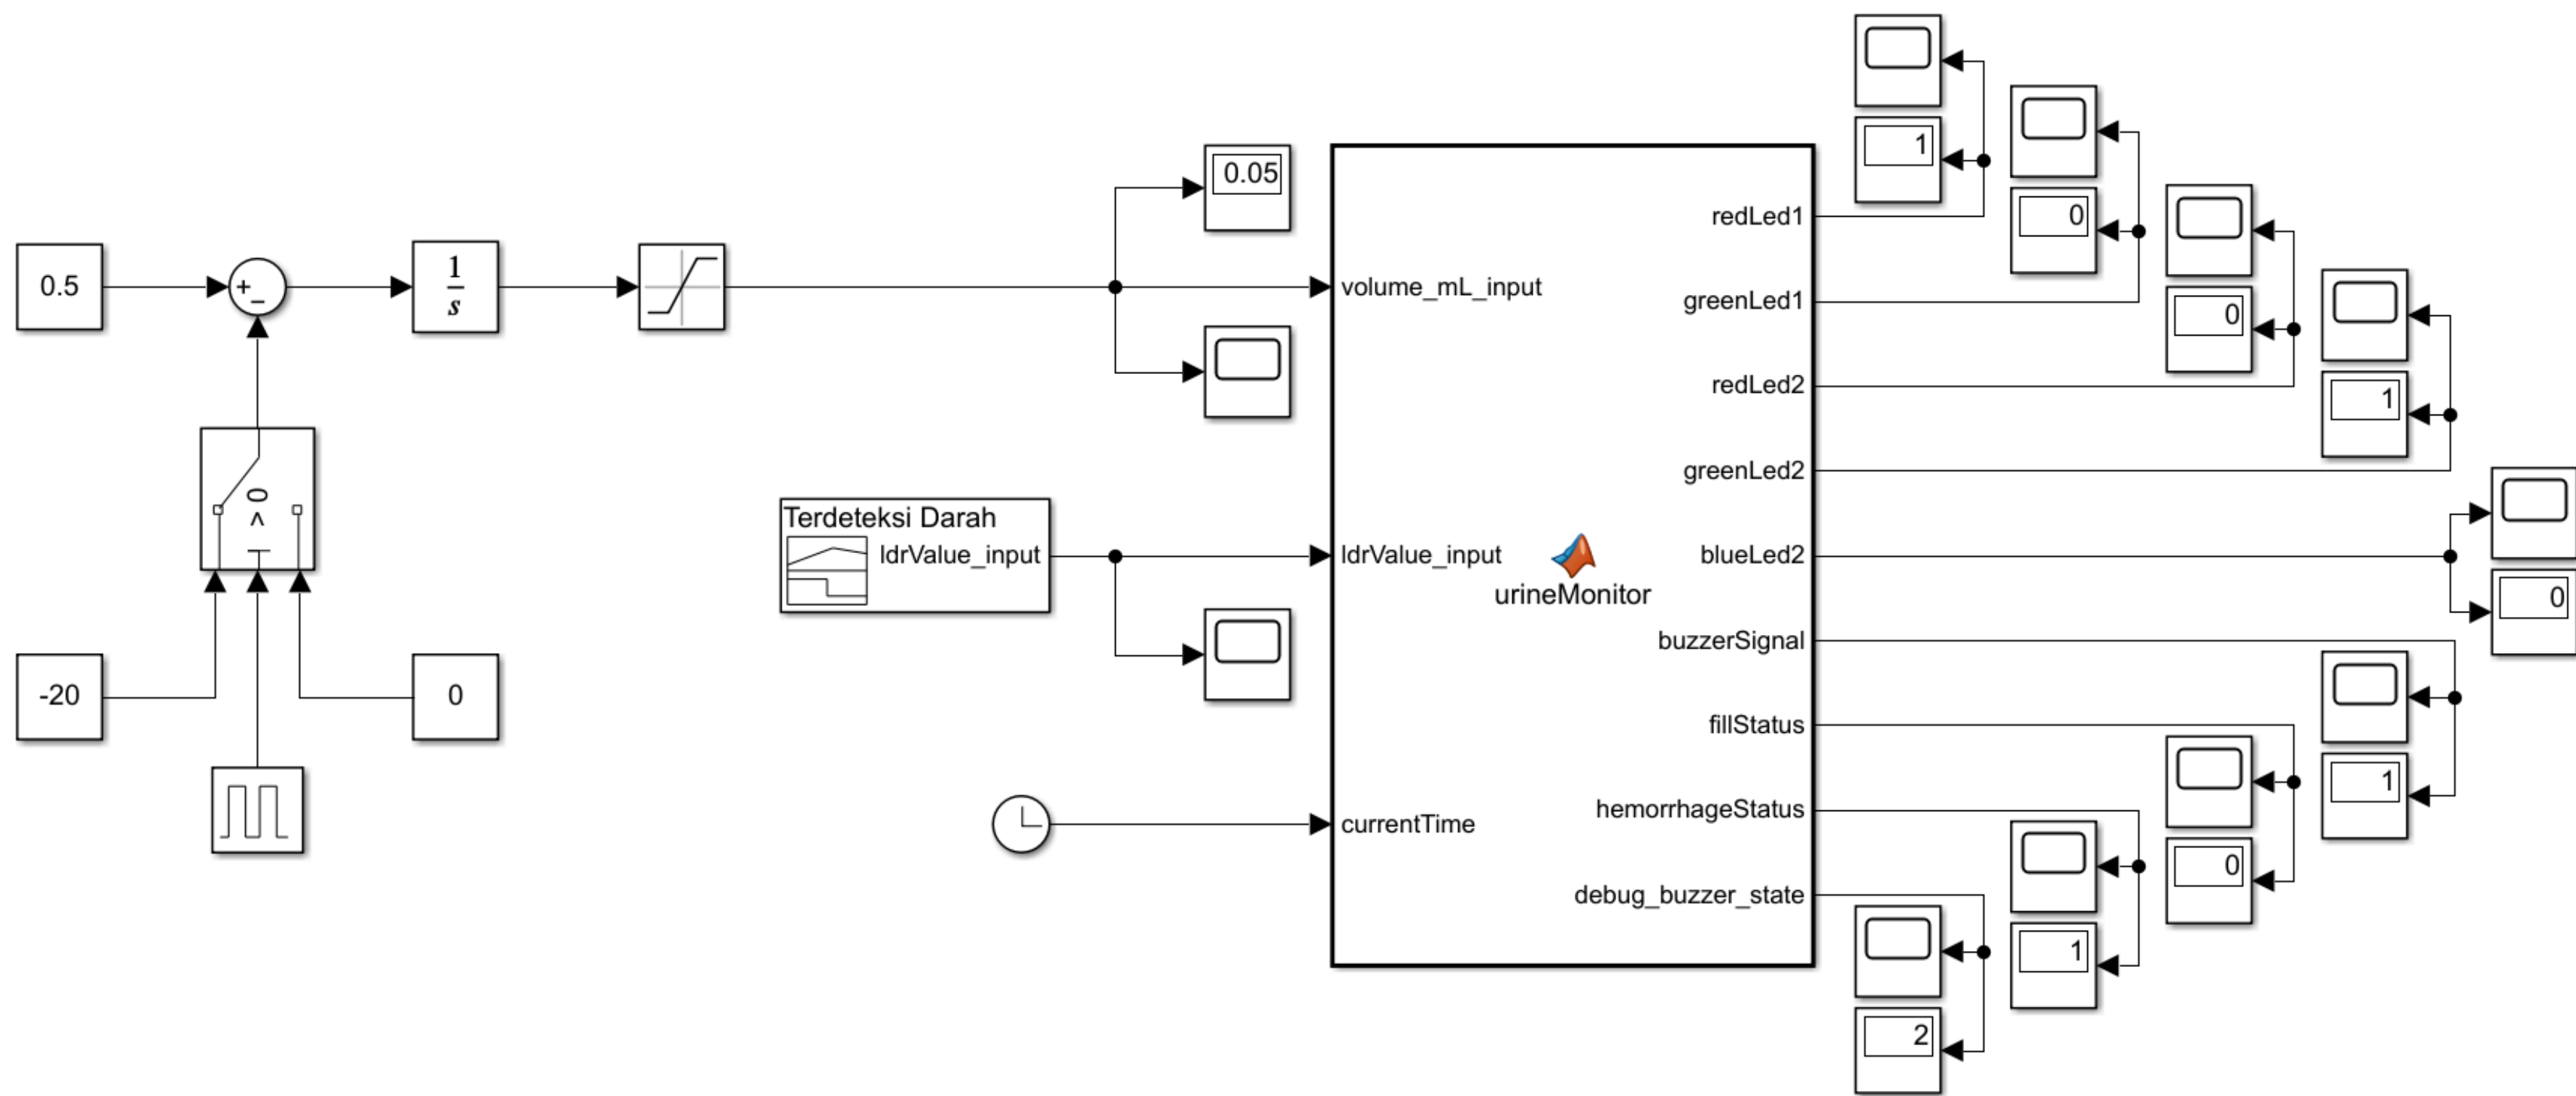 0.5
+
−
1
s
> 0
-20
0
0.05
Terdeteksi Darah
ldrValue_input
volume_mL_input
ldrValue_input
currentTime
urineMonitor
redLed1
greenLed1
redLed2
greenLed2
blueLed2
buzzerSignal
fillStatus
hemorrhageStatus
debug_buzzer_state
1
0
0
1
0
1
0
1
2